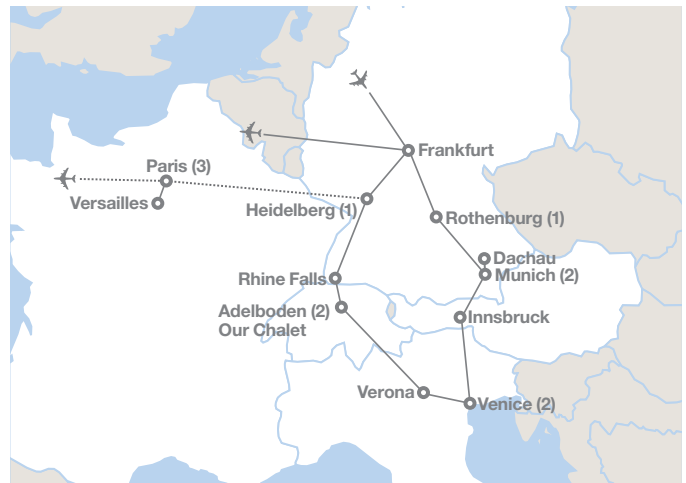 Frankfurt
Paris (3)
Versailles
Heidelberg (1)
Rothenburg (1)
Dachau
Munich (2)
Rhine Falls
Adelboden (2)
Our Chalet
Innsbruck
Verona
Venice (2)